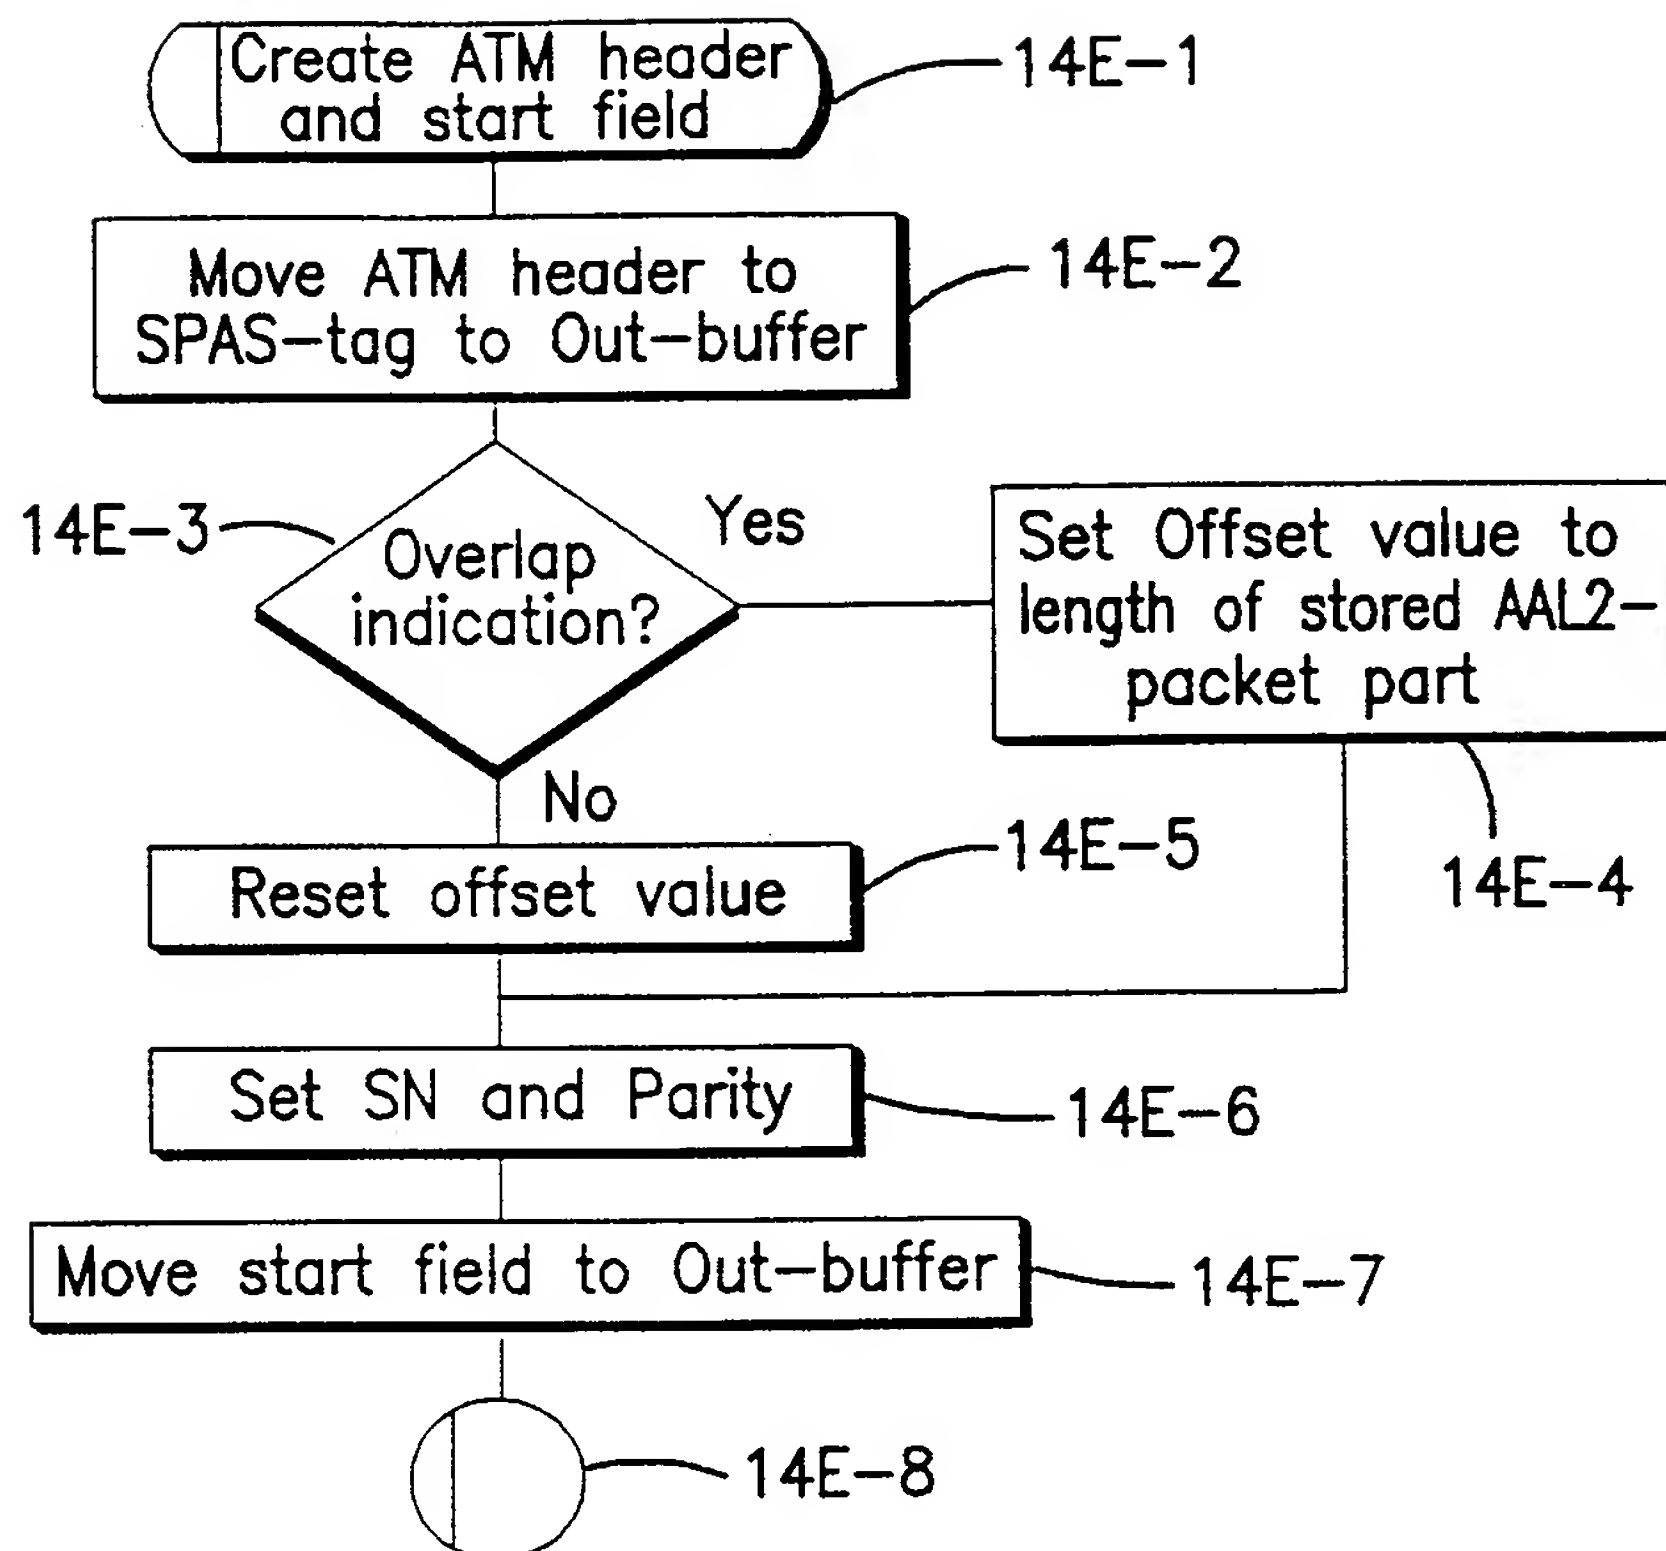 Create ATM header
and start field
14E-1
Move ATM header to
SPAS-tag to Out-buffer
14E-2
14E-3
Overlap
indication?
Yes
Set Offset value to
length of stored AAL2-
packet part
14E-4
No
Reset offset value
14E-5
Set SN and Parity
14E-6
Move start field to Out-buffer
14E-7
14E-8